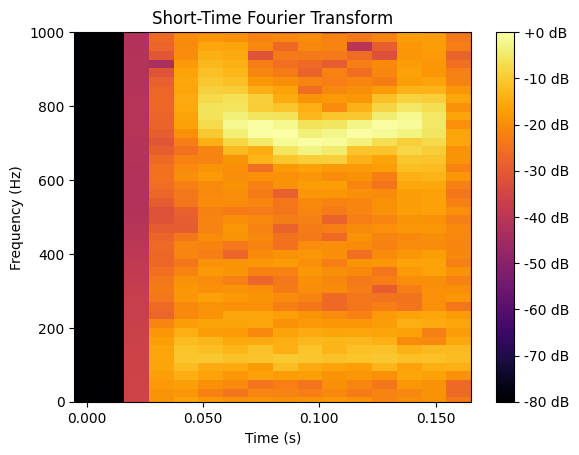 Short-Time Fourier Transform
Frequency (Hz)
1000
800
600
400
200
0
0.000
0.050
0.100
0.150
Time (s)
+0 dB
-10 dB
-20 dB
-30 dB
-40 dB
-50 dB
-60 dB
-70 dB
-80 dB